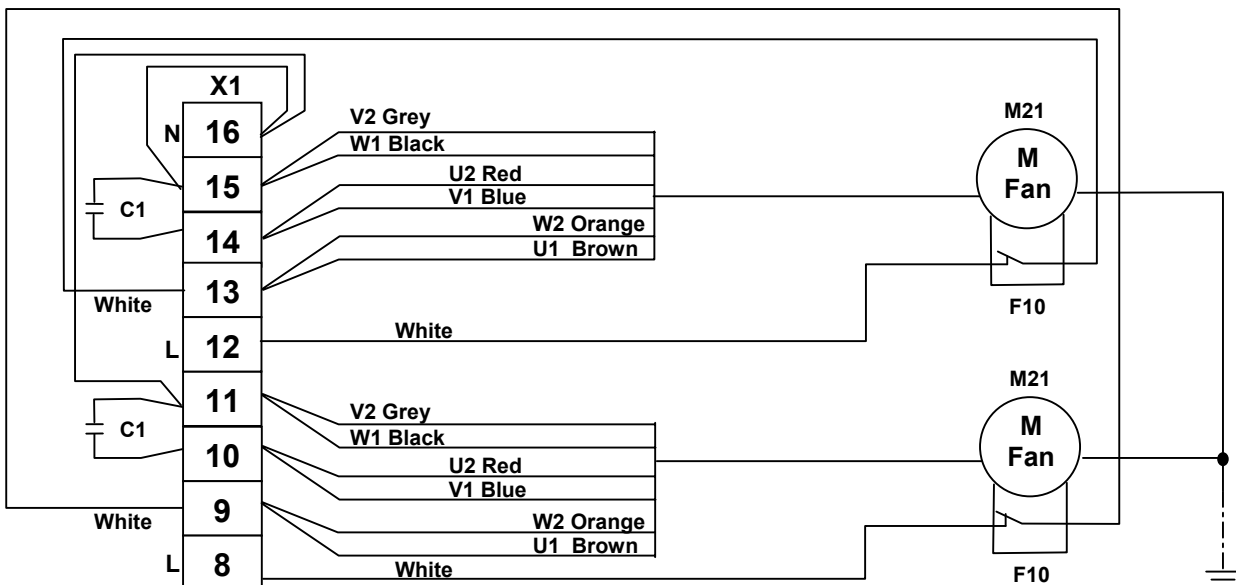 X1
N
16
15
14
13
12
11
10
9
8
C1
White
L
C1
White
L
V2 Grey
W1 Black
U2 Red
V1 Blue
W2 Orange
U1 Brown
White
V2 Grey
W1 Black
U2 Red
V1 Blue
W2 Orange
U1 Brown
White
M21
M
Fan
F10
M21
M
Fan
F10